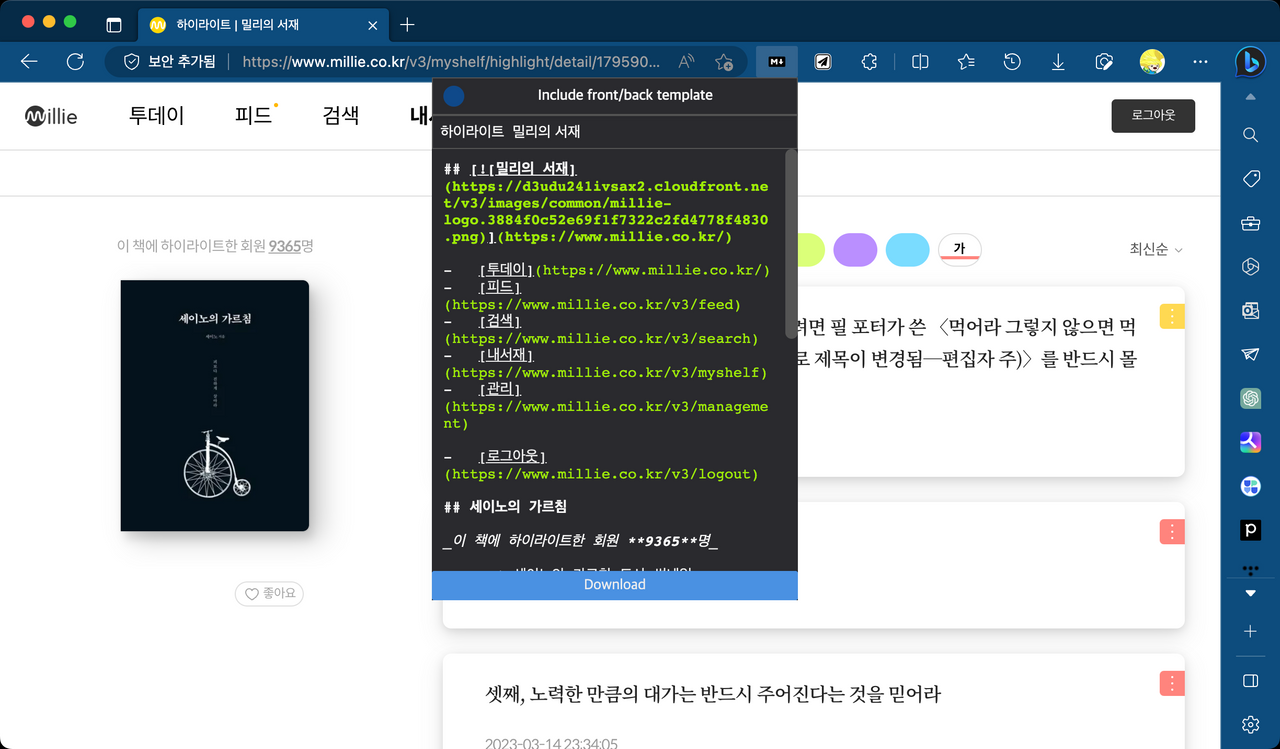 하이라이트 | 밀리의 서재
보안 추가됨
https://www.millie.co.kr/v3/myshelf/highlight/detail/179590...
Millie
투데이
피드
검색
내서
로그아웃
Include front/back template
하이라이트 밀리의 서재
## [![밀리의 서재]
(https://d3udu241ivsax2.cloudfront.ne
t/v3/images/common/millie-
logo.3884f0c52e69f1f7322c2fd4778f4830
.png)](https://www.millie.co.kr/)
- [투데이](https://www.millie.co.kr/)
- [피드]
(https://www.millie.co.kr/v3/feed)
- [검색]
(https://www.millie.co.kr/v3/search)
- [내서재]
(https://www.millie.co.kr/v3/myshelf)
- [관리]
(https://www.millie.co.kr/v3/manageme
nt)
- [로그아웃]
(https://www.millie.co.kr/v3/logout)
## 세이노의 가르침
_이 책에 하이라이트한 회원 **9365**명_
Download
이 책에 하이라이트한 회원 9365명
세이노의 가르침
좋아요
가
최신순
려면 필 포터가 쓴 〈먹어라 그렇지 않으면 먹
로 제목이 변경됨—편집자 주)〉를 반드시 몰
셋째, 노력한 만큼의 대가는 반드시 주어진다는 것을 믿어라
2023-03-14 23:34:05